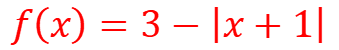 f(x) = 3 − |x + 1|